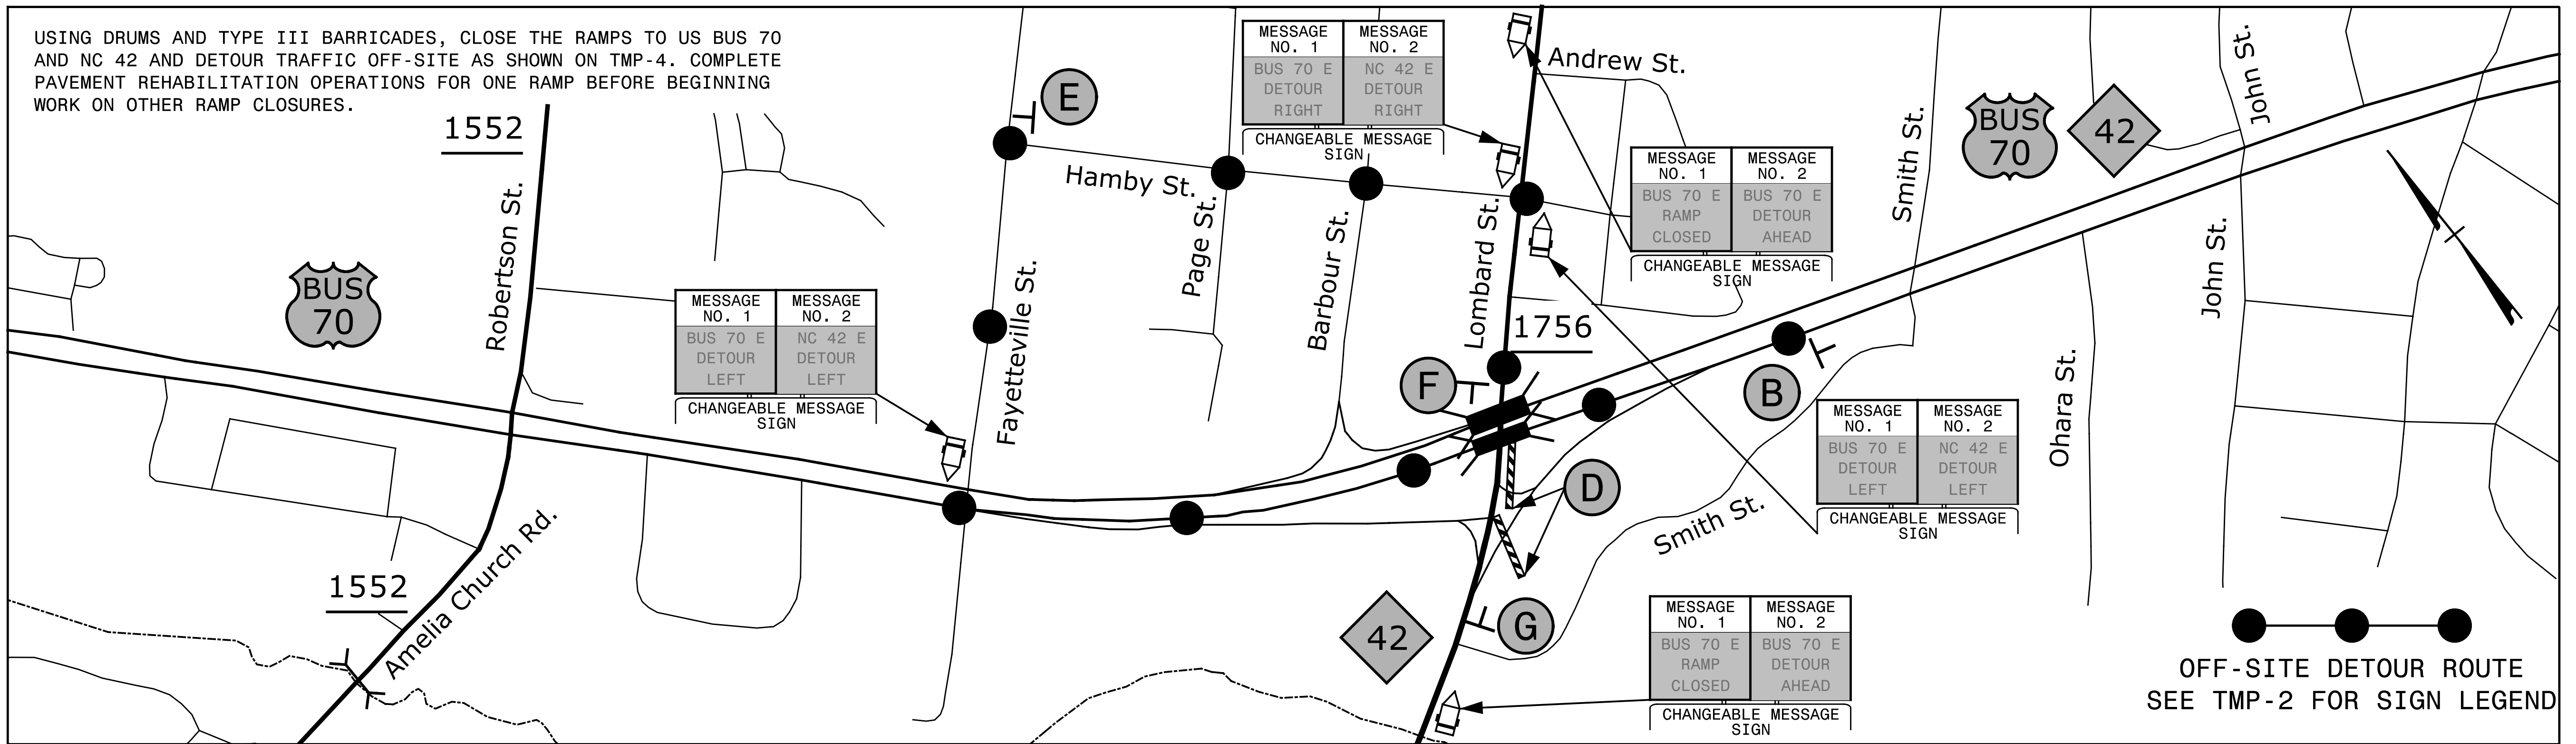 USING DRUMS AND TYPE III BARRICADES, CLOSE THE RAMPS TO US BUS 70
AND NC 42 AND DETOUR TRAFFIC OFF-SITE AS SHOWN ON TMP-4. COMPLETE
PAVEMENT REHABILITATION OPERATIONS FOR ONE RAMP BEFORE BEGINNING
WORK ON OTHER RAMP CLOSURES.
1552
Robertson St.
BUS
70
1552
Amelia Church Rd.
MESSAGE NO. 1
BUS 70 E
DETOUR
LEFT
MESSAGE NO. 2
NC 42 E
DETOUR
LEFT
CHANGEABLE MESSAGE
SIGN
E
Hamby St.
Fayetteville St.
Page St.
Barbour St.
Lombard St.
MESSAGE NO. 1
BUS 70 E
DETOUR
RIGHT
MESSAGE NO. 2
NC 42 E
DETOUR
RIGHT
CHANGEABLE MESSAGE
SIGN
Andrew St.
MESSAGE NO. 1
BUS 70 E
RAMP
CLOSED
MESSAGE NO. 2
BUS 70 E
DETOUR
AHEAD
CHANGEABLE MESSAGE
SIGN
1756
F
B
D
G
42
Smith St.
Smith St.
BUS
70
42
John St.
John St.
Ohara St.
MESSAGE NO. 1
BUS 70 E
DETOUR
LEFT
MESSAGE NO. 2
NC 42 E
DETOUR
LEFT
CHANGEABLE MESSAGE
SIGN
MESSAGE NO. 1
BUS 70 E
RAMP
CLOSED
MESSAGE NO. 2
BUS 70 E
DETOUR
AHEAD
CHANGEABLE MESSAGE
SIGN
OFF-SITE DETOUR ROUTE
SEE TMP-2 FOR SIGN LEGEND